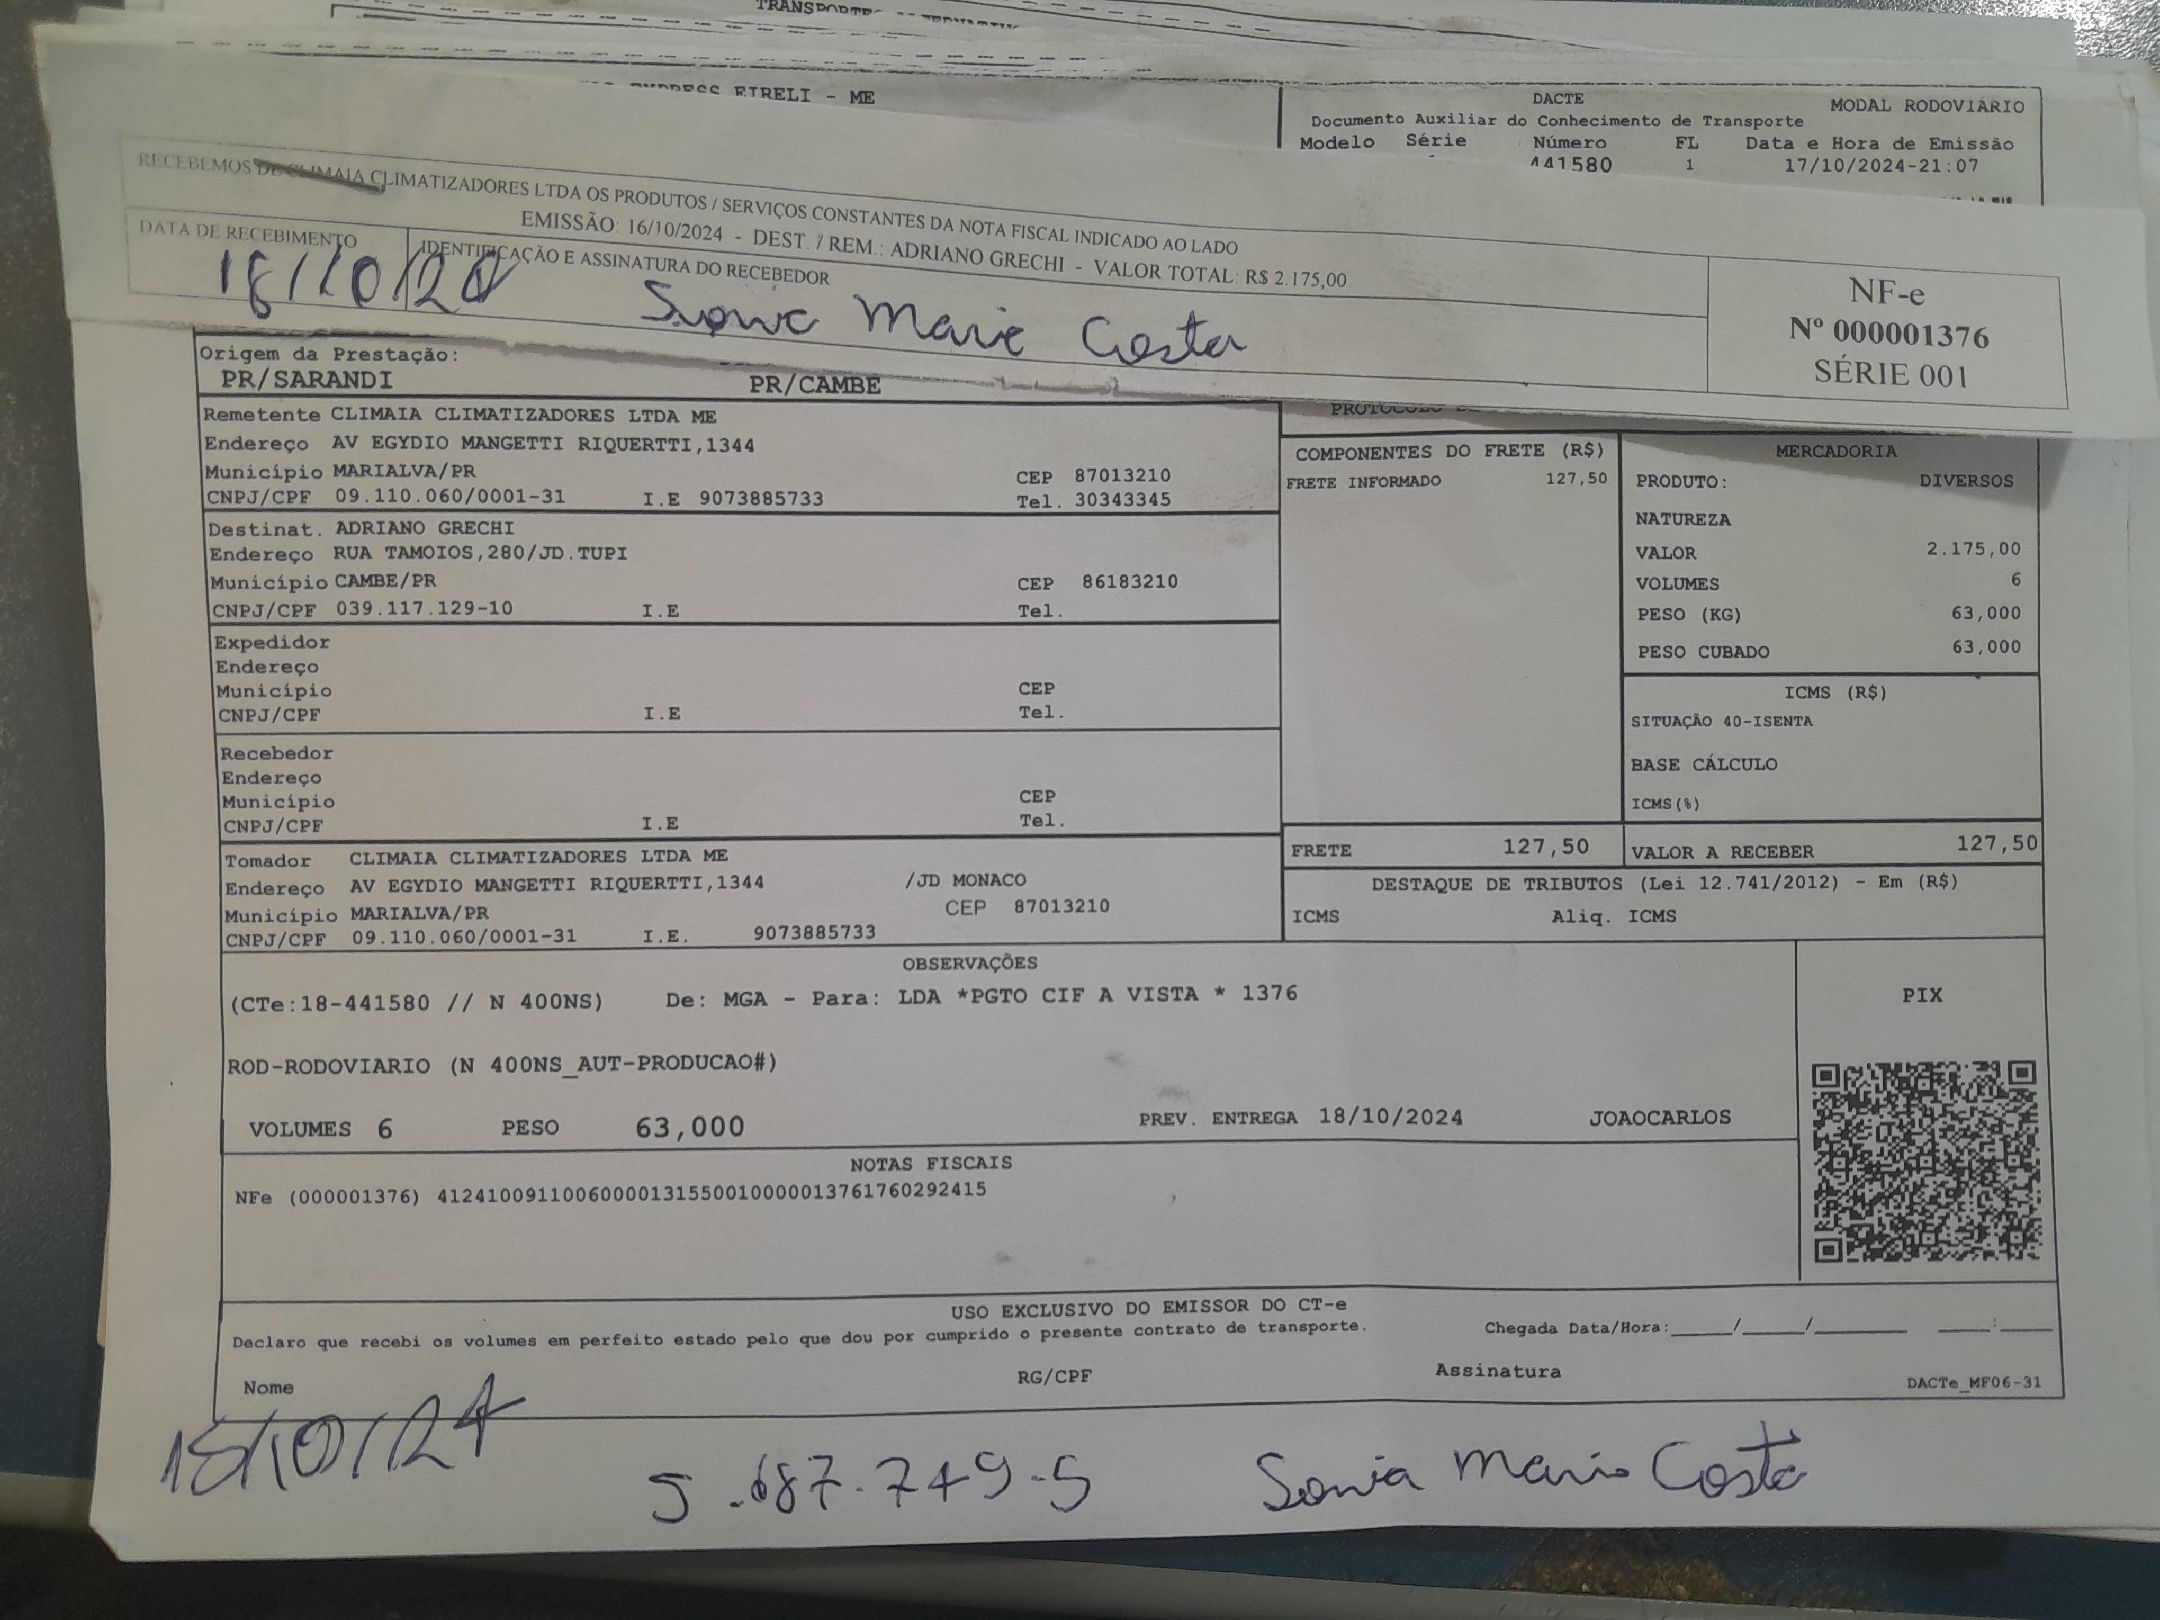 EIRELI - ME
DACTE
MODAL RODOVIÁRIO
Documento Auxiliar do Conhecimento de Transporte
Modelo Série Número FL Data e Hora de Emissão
441580 1 17/10/2024-21:07
RECEBEMOS DE CLIMAIA CLIMATIZADORES LTDA OS PRODUTOS / SERVIÇOS CONSTANTES DA NOTA FISCAL INDICADO AO LADO
EMISSÃO: 16/10/2024 - DEST. / REM.: ADRIANO GRECHI - VALOR TOTAL: R$ 2.175,00
DATA DE RECEBIMENTO
IDENTIFICAÇÃO E ASSINATURA DO RECEBEDOR
18/10/24
Sonia Maria Costa
NF-e
Nº 000001376
SÉRIE 001
Origem da Prestação:
PR/SARANDI PR/CAMBE
Remetente CLIMAIA CLIMATIZADORES LTDA ME
Endereço AV EGYDIO MANGETTI RIQUERTTI,1344
Município MARIALVA/PR CEP 87013210
CNPJ/CPF 09.110.060/0001-31 I.E 9073885733 Tel. 30343345
Destinat. ADRIANO GRECHI
Endereço RUA TAMOIOS,280/JD.TUPI
Município CAMBE/PR CEP 86183210
CNPJ/CPF 039.117.129-10 I.E Tel.
Expedidor
Endereço
Município CEP
CNPJ/CPF I.E Tel.
Recebedor
Endereço
Município CEP
CNPJ/CPF I.E Tel.
Tomador CLIMAIA CLIMATIZADORES LTDA ME
Endereço AV EGYDIO MANGETTI RIQUERTTI,1344 /JD MONACO
Município MARIALVA/PR CEP 87013210
CNPJ/CPF 09.110.060/0001-31 I.E. 9073885733
COMPONENTES DO FRETE (R$)
FRETE INFORMADO 127,50
MERCADORIA
PRODUTO: DIVERSOS
NATUREZA
VALOR 2.175,00
VOLUMES 6
PESO (KG) 63,000
PESO CUBADO 63,000
ICMS (R$)
SITUAÇÃO 40-ISENTA
BASE CÁLCULO
ICMS(%)
FRETE 127,50
VALOR A RECEBER 127,50
DESTAQUE DE TRIBUTOS (Lei 12.741/2012) - Em (R$)
ICMS Aliq. ICMS
OBSERVAÇÕES
(CTe:18-441580 // N 400NS) De: MGA - Para: LDA *PGTO CIF A VISTA * 1376
ROD-RODOVIARIO (N 400NS_AUT-PRODUCAO#)
VOLUMES 6 PESO 63,000 PREV. ENTREGA 18/10/2024 JOAOCARLOS
PIX
NOTAS FISCAIS
NFe (000001376) 41241009110060000131550010000013761760292415
USO EXCLUSIVO DO EMISSOR DO CT-e
Declaro que recebi os volumes em perfeito estado pelo que dou por cumprido o presente contrato de transporte. Chegada Data/Hora:____/____/______ ___:___
Nome RG/CPF Assinatura
DACTe_MF06-31
18/10/24 5.687.749-5 Sonia Maria Costa